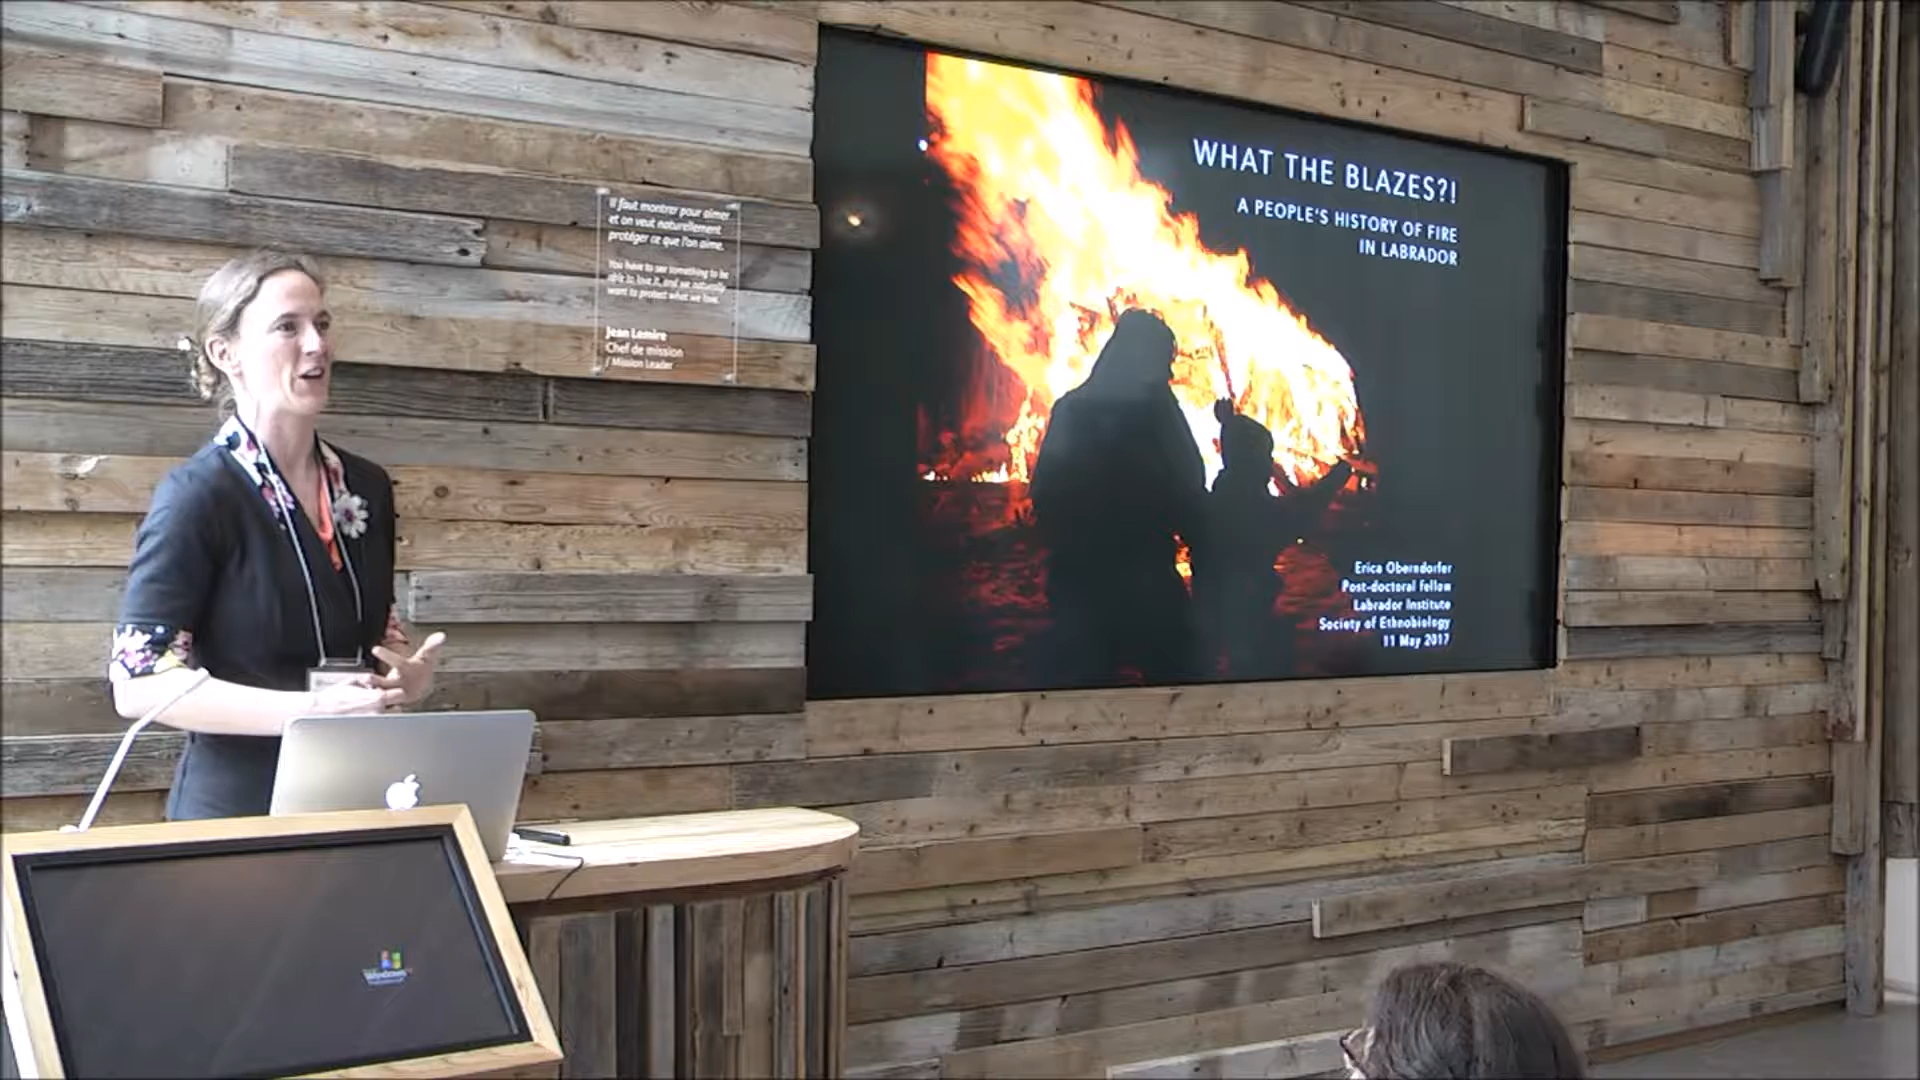 Il faut montrer pour aimer
et on veut naturellement
protéger ce que l'on aime.
You have to see something to be
able to love it, and we naturally
want to protect what we love.
Jean Lemire
Chef de mission
/ Mission Leader
WHAT THE BLAZES?!
A PEOPLE'S HISTORY OF FIRE
IN LABRADOR
Erica Oberndorfer
Post-doctoral fellow
Labrador Institute
Society of Ethnobiology
11 May 2017
Windows